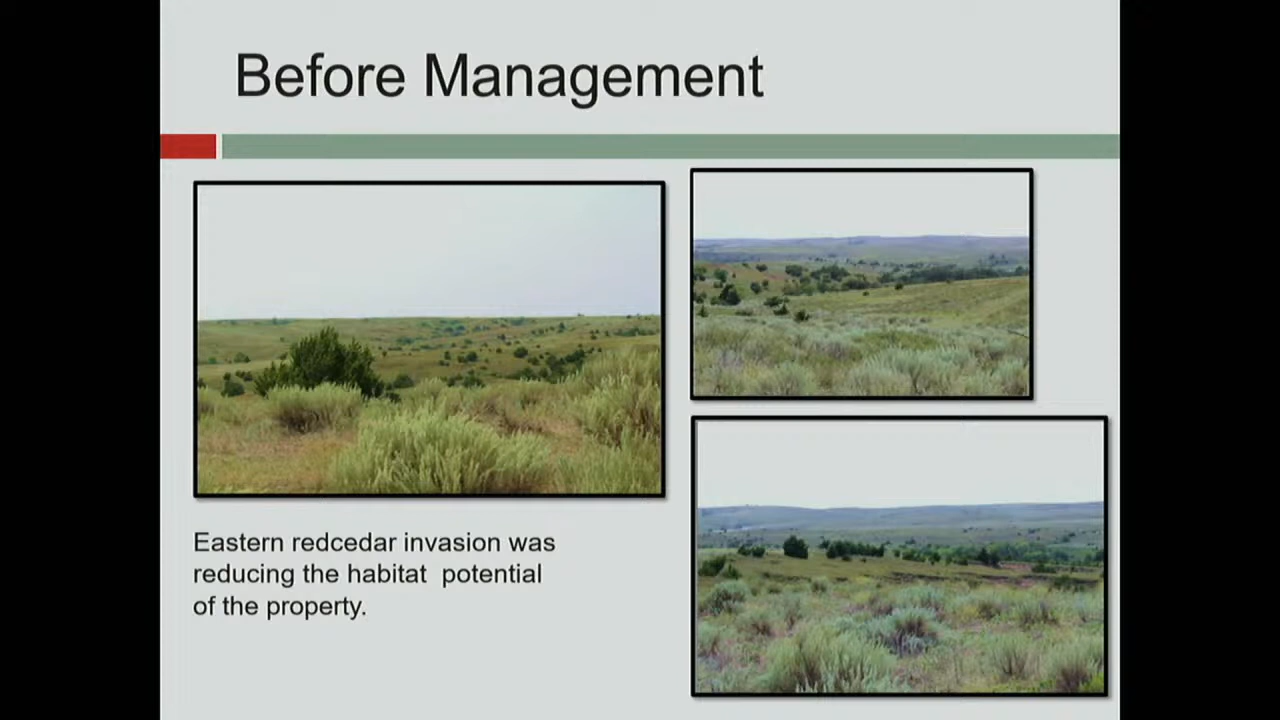 Before Management
Eastern redcedar invasion was
reducing the habitat  potential
of the property.